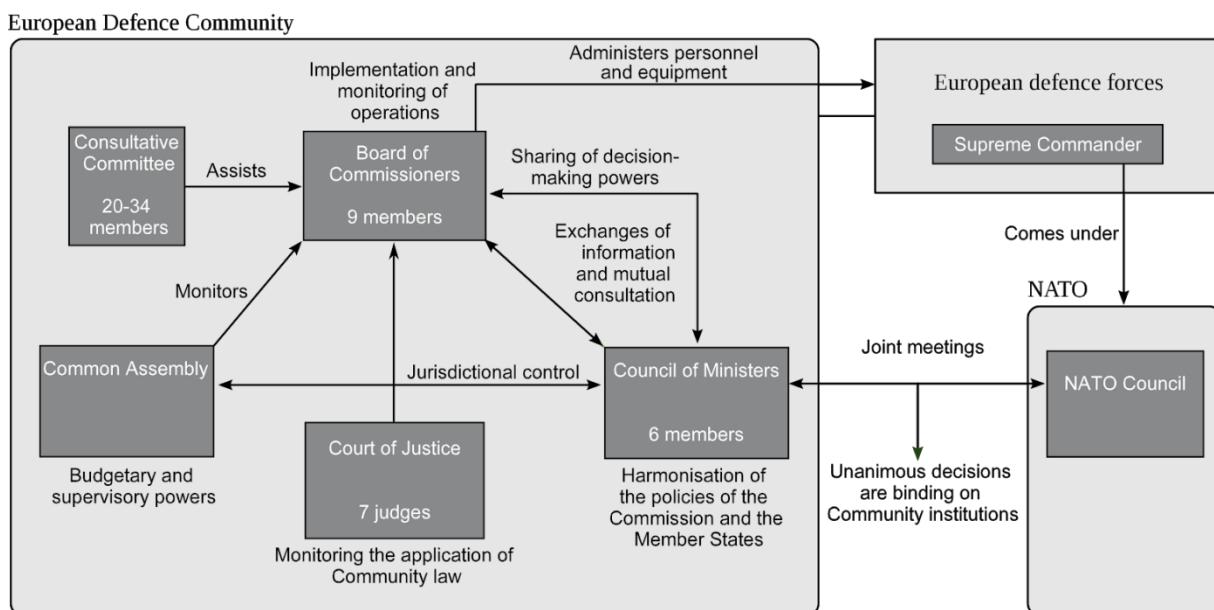 European Defence Community
Implementation and
monitoring of
operations
Administers personnel
and equipment
European defence forces
Supreme Commander
Consultative
Committee
20-34
members
Assists
Board of
Commissioners
9 members
Sharing of decision-
making powers
Exchanges of
information
and mutual
consultation
Comes under
Monitors
NATO
Common Assembly
Jurisdictional control
Council of Ministers
6 members
Joint meetings
NATO Council
Budgetary and
supervisory powers
Court of Justice
7 judges
Monitoring the application of
Community law
Harmonisation of
the policies of the
Commission and the
Member States
Unanimous decisions
are binding on
Community institutions